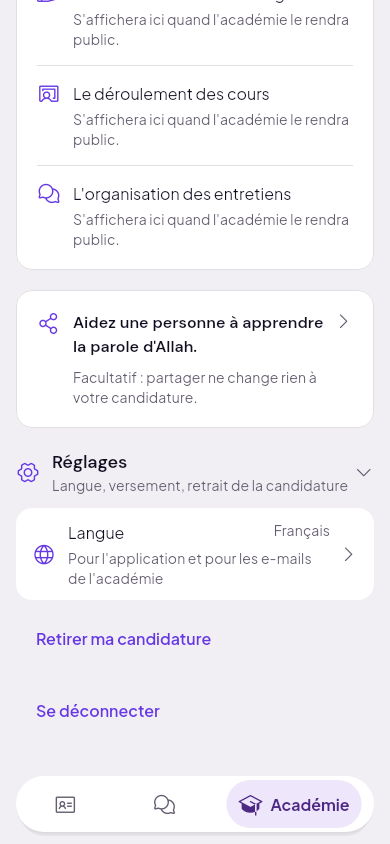 S'affichera ici quand l'académie le rendra
public.
Le déroulement des cours
S'affichera ici quand l'académie le rendra
public.
L'organisation des entretiens
S'affichera ici quand l'académie le rendra
public.
Aidez une personne à apprendre
la parole d'Allah.
Facultatif : partager ne change rien à
votre candidature.
Réglages
Langue, versement, retrait de la candidature
Langue
Français
Pour l'application et pour les e-mails
de l'académie
Retirer ma candidature
Se déconnecter
Académie